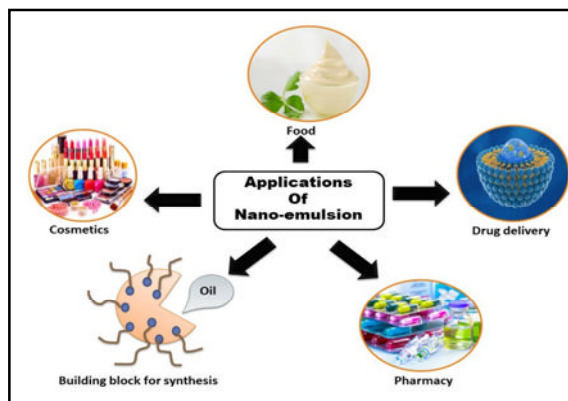 Food
Applications
Of
Nano-emulsion
Cosmetics
Drug delivery
Oil
Building block for synthesis
Pharmacy